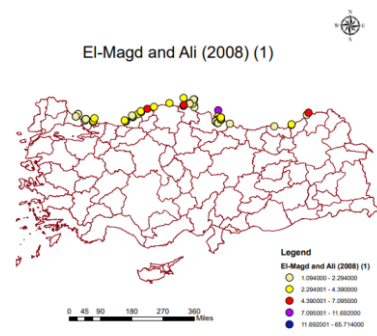 N
W E
S
El-Magd and Ali (2008) (1)
Legend
El-Magd and Ali (2008) (1)
1.094000 - 2.294000
2.294001 - 4.390000
4.390001 - 7.095000
7.095001 - 11.692000
11.692001 - 65.714000
0 45 90 180 270 360
Miles